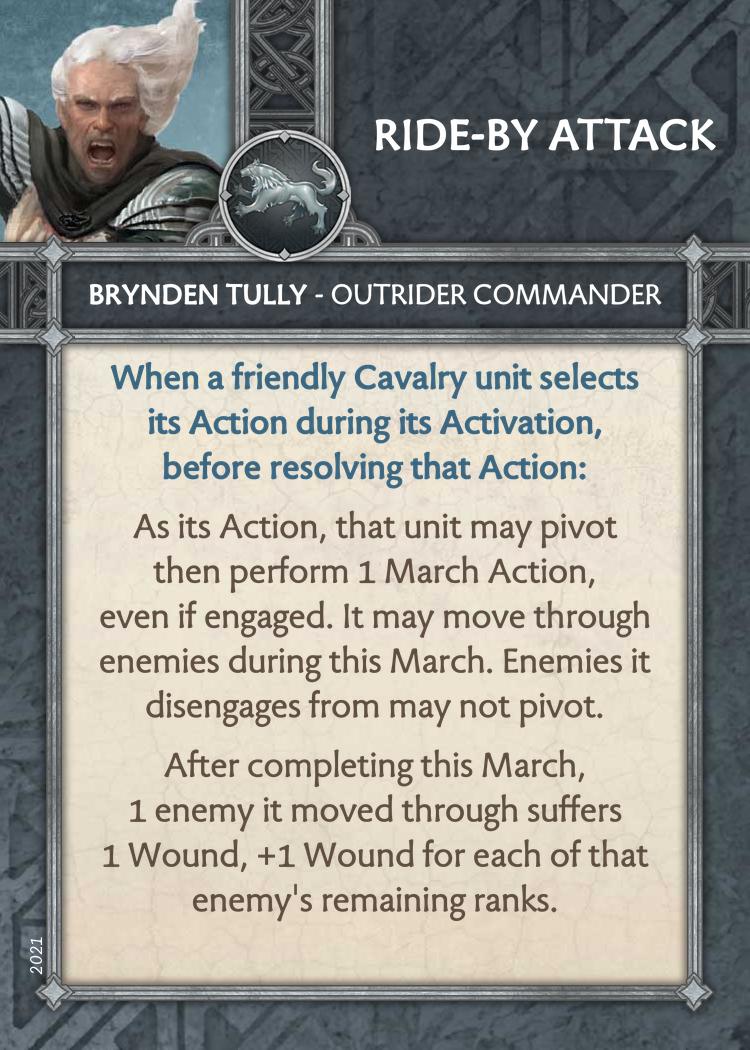 RIDE-BY ATTACK
BRYNDEN TULLY - OUTRIDER COMMANDER
When a friendly Cavalry unit selects
its Action during its Activation,
before resolving that Action:
As its Action, that unit may pivot
then perform 1 March Action,
even if engaged. It may move through
enemies during this March. Enemies it
disengages from may not pivot.
After completing this March,
1 enemy it moved through suffers
1 Wound, +1 Wound for each of that
enemy's remaining ranks.
2021